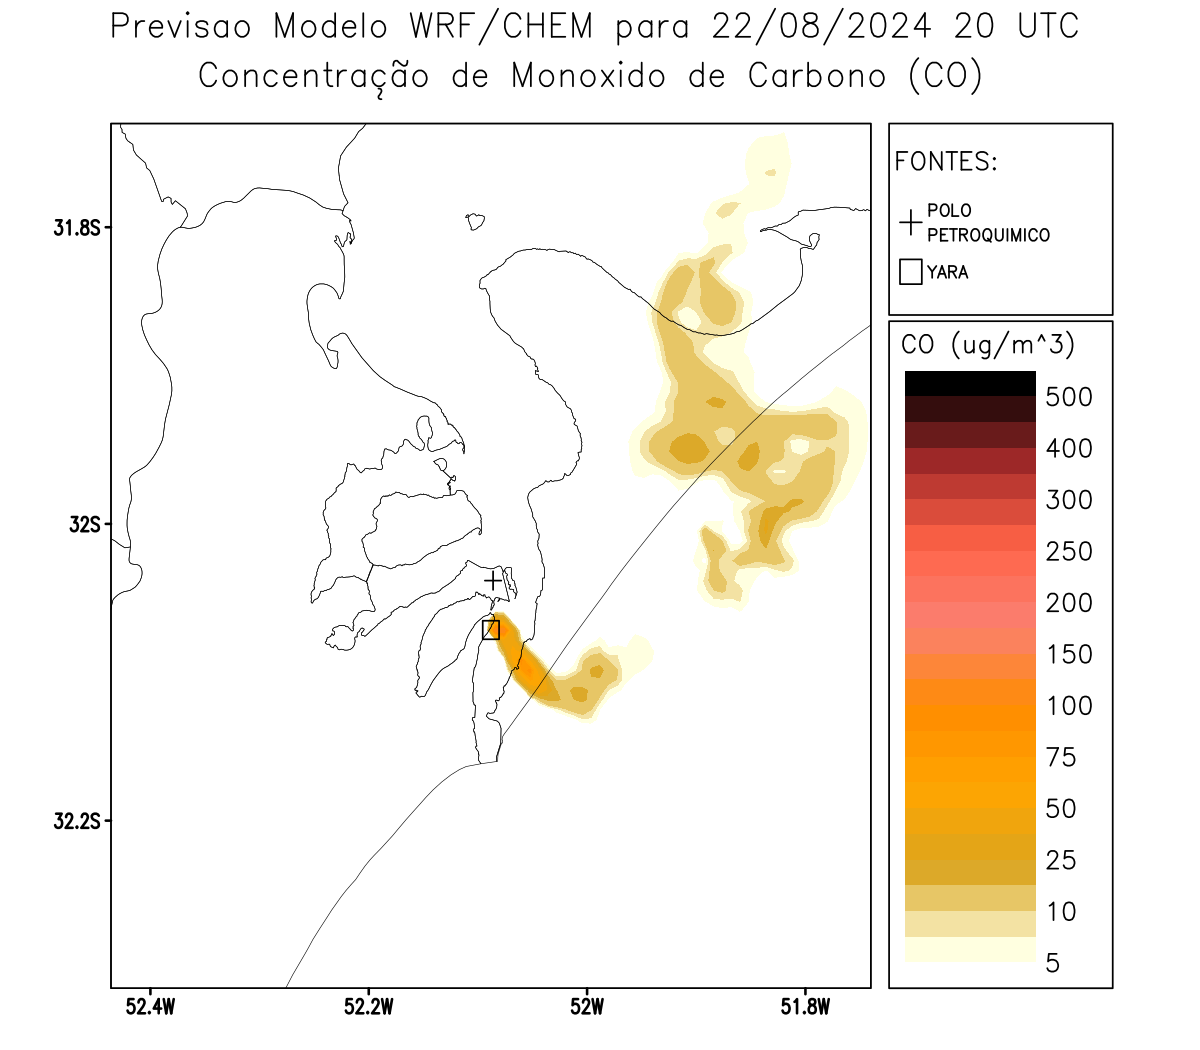 Previsao Modelo WRF/CHEM para 22/08/2024 20 UTC
Concentração de Monoxido de Carbono (CO)
FONTES:
POLO
PETROQUIMICO
YARA
CO (ug/m^3)
500
400
300
250
200
150
100
75
50
25
10
5
31.8S
32S
32.2S
52.4W
52.2W
52W
51.8W